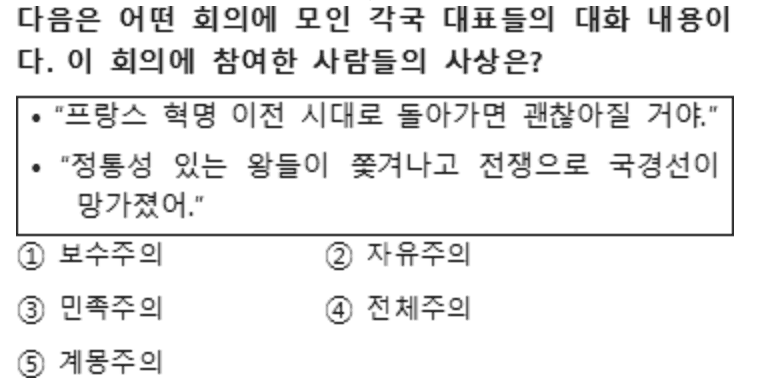 다음은 어떤 회의에 모인 각국 대표들의 대화 내용이
다. 이 회의에 참여한 사람들의 사상은?
• “프랑스 혁명 이전 시대로 돌아가면 괜찮아질 거야.”
• “정통성 있는 왕들이 쫓겨나고 전쟁으로 국경선이
망가졌어.”
① 보수주의 ② 자유주의
③ 민족주의 ④ 전체주의
⑤ 계몽주의